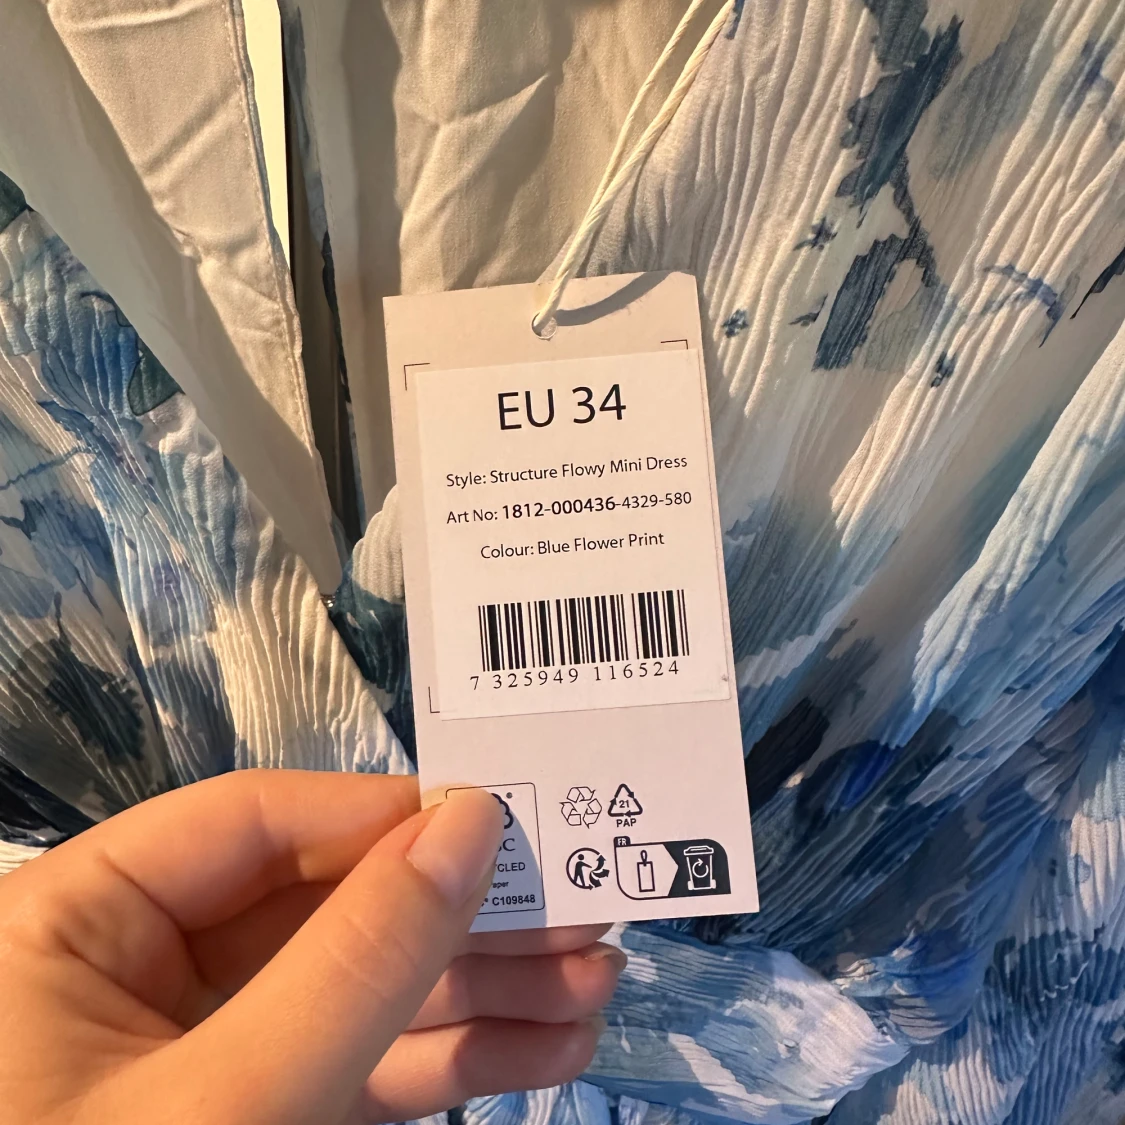 EU 34
Style: Structure Flowy Mini Dress
Art No: 1812-000436-4329-580
Colour: Blue Flower Print
7 325949 116524
®
21
PAP
FR
C109848